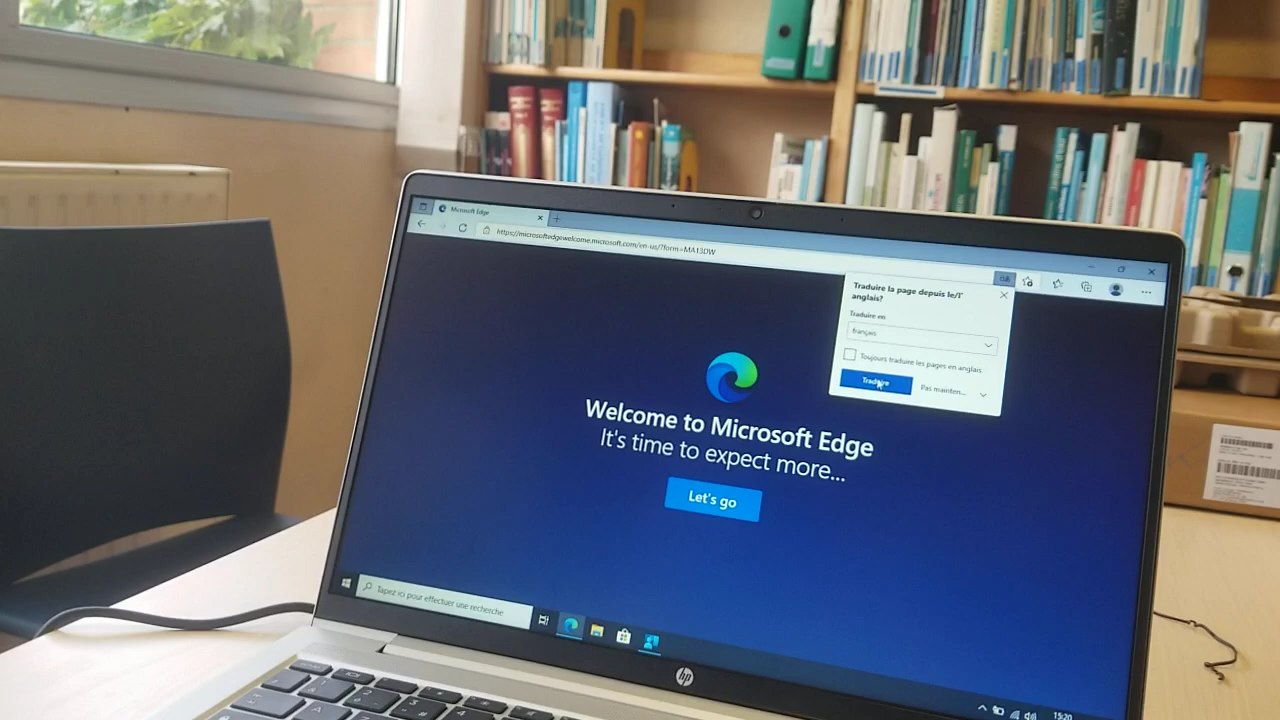 Microsoft Edge
https://microsoftedgewelcome.microsoft.com/en-us/?form=MA13DW
Traduire la page depuis le/l'
anglais?
Traduire en
français
Toujours traduire les pages en anglais
Traduire
Pas mainten...
Welcome to Microsoft Edge
It's time to expect more...
Let's go
Tapez ici pour effectuer une recherche
hp
15:20